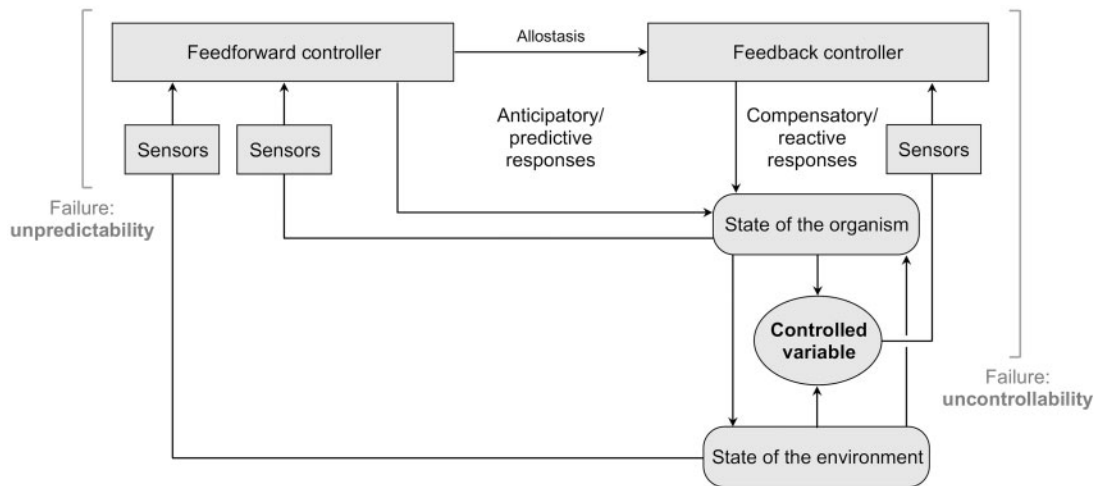 Feedforward controller
Allostasis
Feedback controller
Anticipatory/
predictive
responses
Compensatory/
reactive
responses
Sensors
Sensors
Sensors
Failure:
unpredictability
State of the organism
Controlled
variable
Failure:
uncontrollability
State of the environment